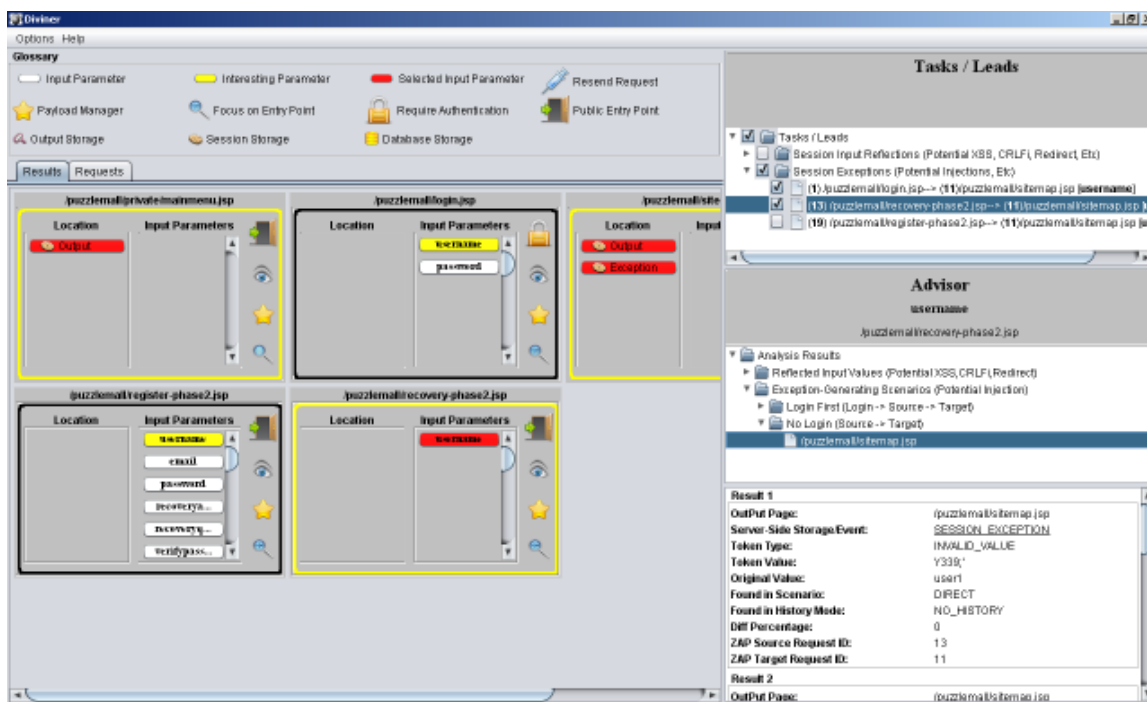 Diviner
Options Help
Glossary
Input Parameter
Interesting Parameter
Selected Input Parameter
Resend Request
Payload Manager
Focus on Entry Point
Require Authentication
Public Entry Point
Output Storage
Session Storage
Database Storage
Results Requests
/puzzlemall/private/mainmenu.jsp
Location Input Parameters
Output
/puzzlemall/login.jsp
Location Input Parameters
username
password
/puzzlemall/site
Location Input
Output
Exception
/puzzlemall/register-phase2.jsp
Location Input Parameters
username
email
password
recoverya...
recoveryq...
verifypass...
/puzzlemall/recovery-phase2.jsp
Location Input Parameters
username
Tasks / Leads
Tasks / Leads
Session Input Reflections (Potential XSS, CRLFi, Redirect, Etc)
Session Exceptions (Potential Injections, Etc)
(1) /puzzlemall/login.jsp--> (11)/puzzlemall/sitemap.jsp [username]
(13) /puzzlemall/recovery-phase2.jsp--> (11)/puzzlemall/sitemap.jsp [u
(19) /puzzlemall/register-phase2.jsp--> (11)/puzzlemall/sitemap.jsp [u
Advisor
username
/puzzlemall/recovery-phase2.jsp
Analysis Results
Reflected Input Values (Potential XSS,CRLFi,Redirect)
Exception-Generating Scenarios (Potential Injection)
Login First (Login -> Source -> Target)
No Login (Source -> Target)
/puzzlemall/sitemap.jsp
Result 1
OutPut Page: /puzzlemall/sitemap.jsp
Server-Side Storage/Event: SESSION_EXCEPTION
Token Type: INVALID_VALUE
Token Value: Y339;'
Original Value: user1
Found in Scenario: DIRECT
Found in History Mode: NO_HISTORY
Diff Percentage: 0
ZAP Source Request ID: 13
ZAP Target Request ID: 11
Result 2
OutPut Page: /puzzlemall/sitemap.jsp